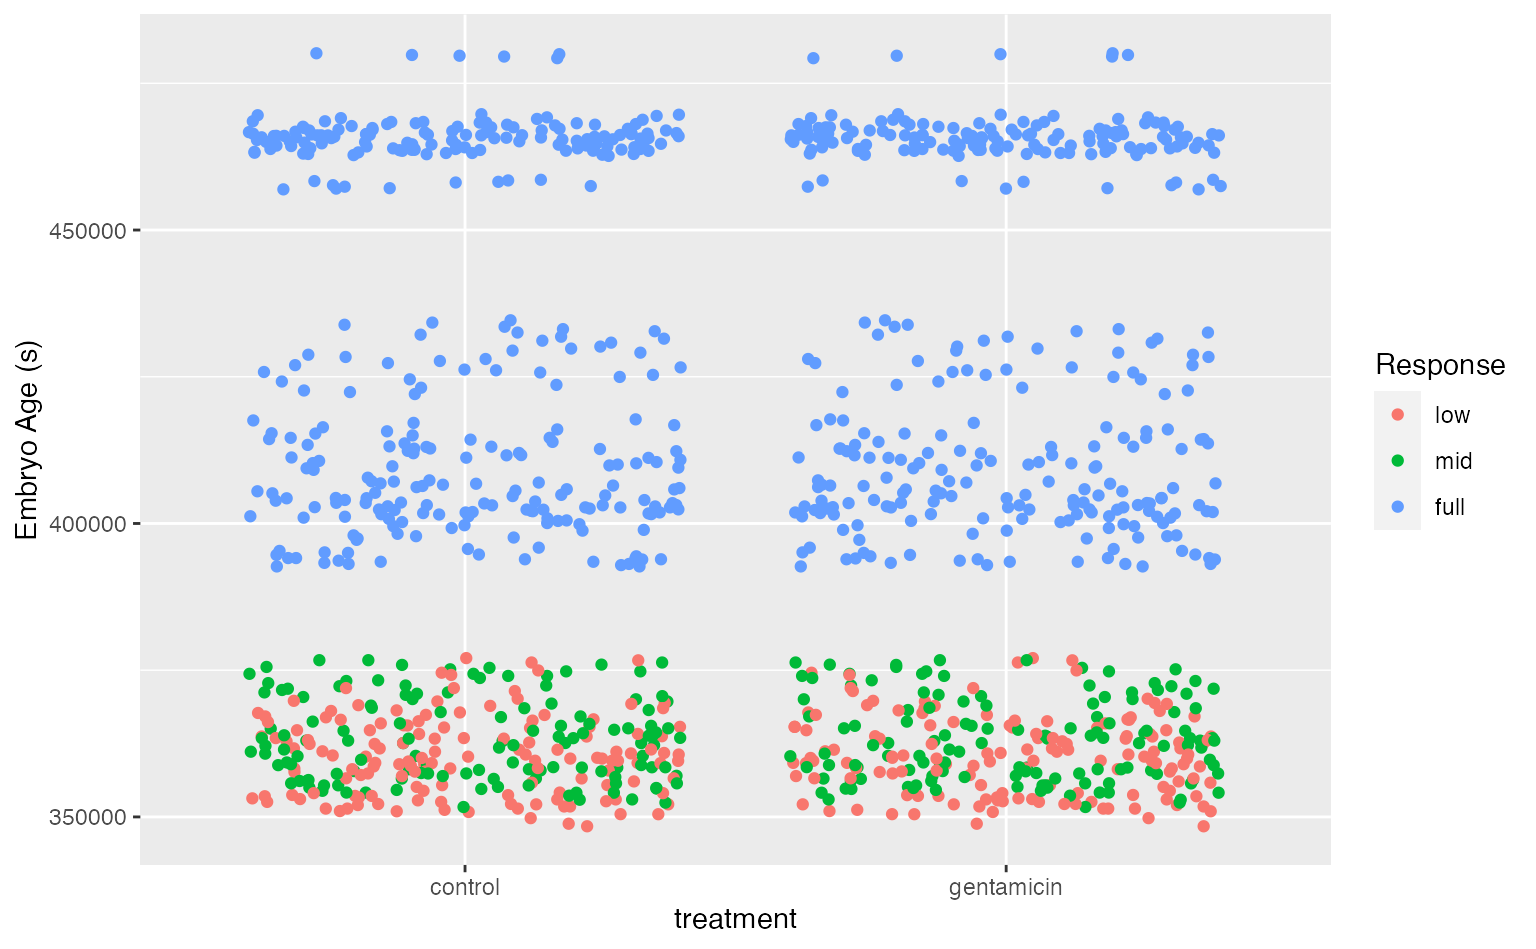 450000
400000
350000
Embryo Age (s)
control
gentamicin
treatment
Response
low
mid
full